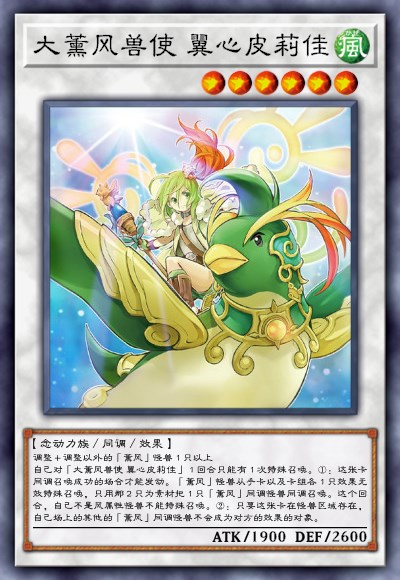 大薰风兽使 翼心皮莉佳
風
【念动力族/同调/效果】
调整+调整以外的「薰风」怪兽1只以上
自己对「大薰风兽使 翼心皮莉佳」1回合只能有1次特殊召唤。①:这张卡
同调召唤成功的场合才能发动。「薰风」怪兽从手卡以及卡组各1只效果无
效特殊召唤,只用那2只为素材把1只「薰风」同调怪兽同调召唤。这个回
合,自己不是风属性怪兽不能特殊召唤。②:只要这张卡在怪兽区域存在,
自己场上的其他的「薰风」同调怪兽不会成为对方的效果的对象。
ATK/1900 DEF/2600